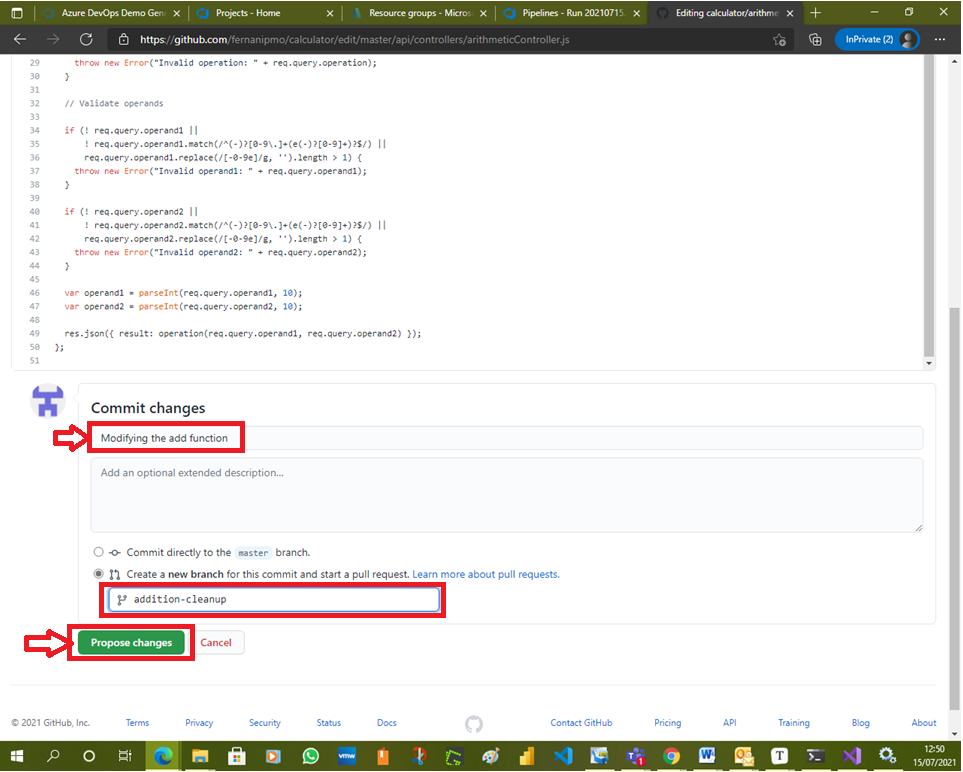 Azure DevOps Demo Gene
Projects - Home
Resource groups - Micros
Pipelines - Run 20210715.
Editing calculator/arithme
https://github.com/fernanipmo/calculator/edit/master/api/controllers/arithmeticController.js
InPrivate (2)
29 throw new Error("Invalid operation: " + req.query.operation);
30 }
31
32 // Validate operands
33
34 if (! req.query.operand1 ||
35 ! req.query.operand1.match(/^(-)?[0-9\.]+(e(-)?[0-9]+)?$/) ||
36 req.query.operand1.replace(/[-0-9e]/g, '').length > 1) {
37 throw new Error("Invalid operand1: " + req.query.operand1);
38 }
39
40 if (! req.query.operand2 ||
41 ! req.query.operand2.match(/^(-)?[0-9\.]+(e(-)?[0-9]+)?$/) ||
42 req.query.operand2.replace(/[-0-9e]/g, '').length > 1) {
43 throw new Error("Invalid operand2: " + req.query.operand2);
44 }
45
46 var operand1 = parseInt(req.query.operand1, 10);
47 var operand2 = parseInt(req.query.operand2, 10);
48
49 res.json({ result: operation(req.query.operand1, req.query.operand2) });
50 };
51
Commit changes
Modifying the add function
Add an optional extended description...
Commit directly to the master branch.
Create a new branch for this commit and start a pull request. Learn more about pull requests.
addition-cleanup
Propose changes Cancel
© 2021 GitHub, Inc. Terms Privacy Security Status Docs Contact GitHub Pricing API Training Blog About
12:50
15/07/2021